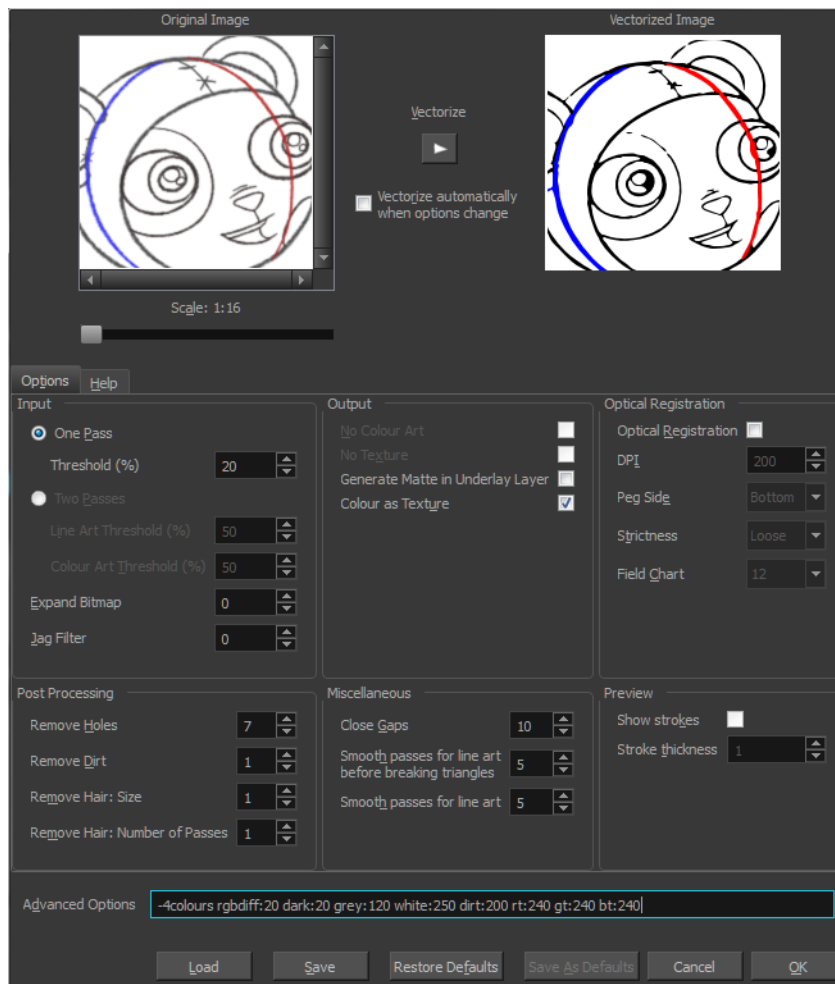 Original Image
Vectorized Image
Vectorize
Vectorize automatically
when options change
Scale: 1:16
Options
Help
Input
One Pass
Threshold (%) 20
Two Passes
Line Art Threshold (%) 50
Colour Art Threshold (%) 50
Expand Bitmap 0
Jag Filter 0
Output
No Colour Art
No Texture
Generate Matte in Underlay Layer
Colour as Texture
Optical Registration
Optical Registration
DPI 200
Peg Side Bottom
Strictness Loose
Field Chart 12
Post Processing
Remove Holes 7
Remove Dirt 1
Remove Hair: Size 1
Remove Hair: Number of Passes 1
Miscellaneous
Close Gaps 10
Smooth passes for line art
before breaking triangles 5
Smooth passes for line art 5
Preview
Show strokes
Stroke thickness 1
Advanced Options -4colours rgbdiff:20 dark:20 grey:120 white:250 dirt:200 rt:240 gt:240 bt:240
Load Save Restore Defaults Save As Defaults Cancel OK